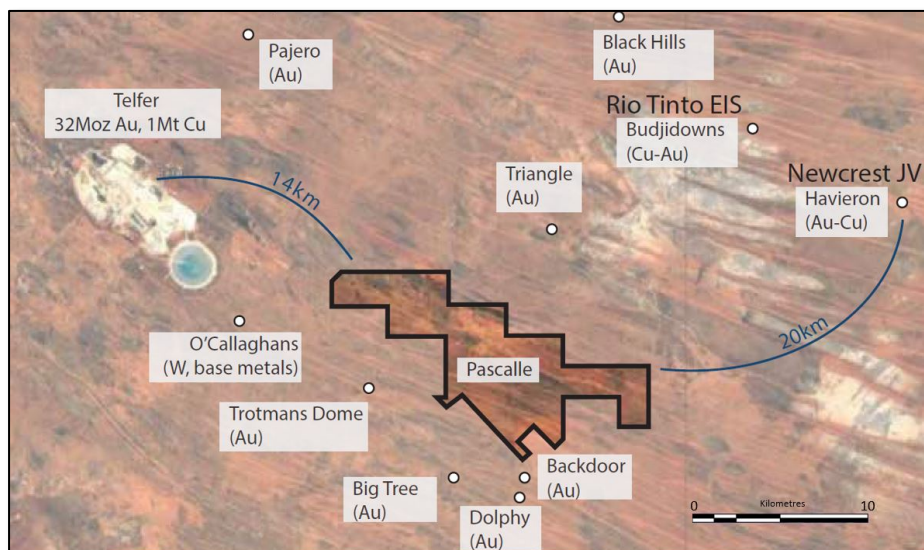 Pajero
(Au)
Black Hills
(Au)
Telfer
32Moz Au, 1Mt Cu
Rio Tinto EIS
Budjidowns
(Cu-Au)
14km
Triangle
(Au)
Newcrest JV
Havieron
(Au-Cu)
20km
O'Callaghans
(W, base metals)
Pascalle
Trotmans Dome
(Au)
Big Tree
(Au)
Backdoor
(Au)
Dolphy
(Au)
0 Kilometres 10